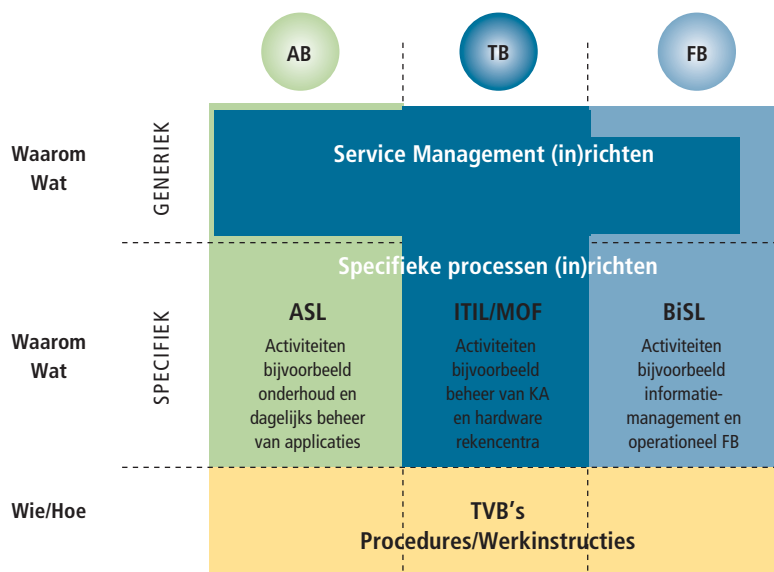 AB
TB
FB
Waarom
Wat
GENERIEK
Service Management (in)richten
Specifieke processen (in)richten
Waarom
Wat
SPECIFIEK
ASL
Activiteiten
bijvoorbeeld
onderhoud en
dagelijks beheer
van applicaties
ITIL/MOF
Activiteiten
bijvoorbeeld
beheer van KA
en hardware
rekencentra
BiSL
Activiteiten
bijvoorbeeld
informatie-
management en
operationeel FB
Wie/Hoe
TVB's
Procedures/Werkinstructies